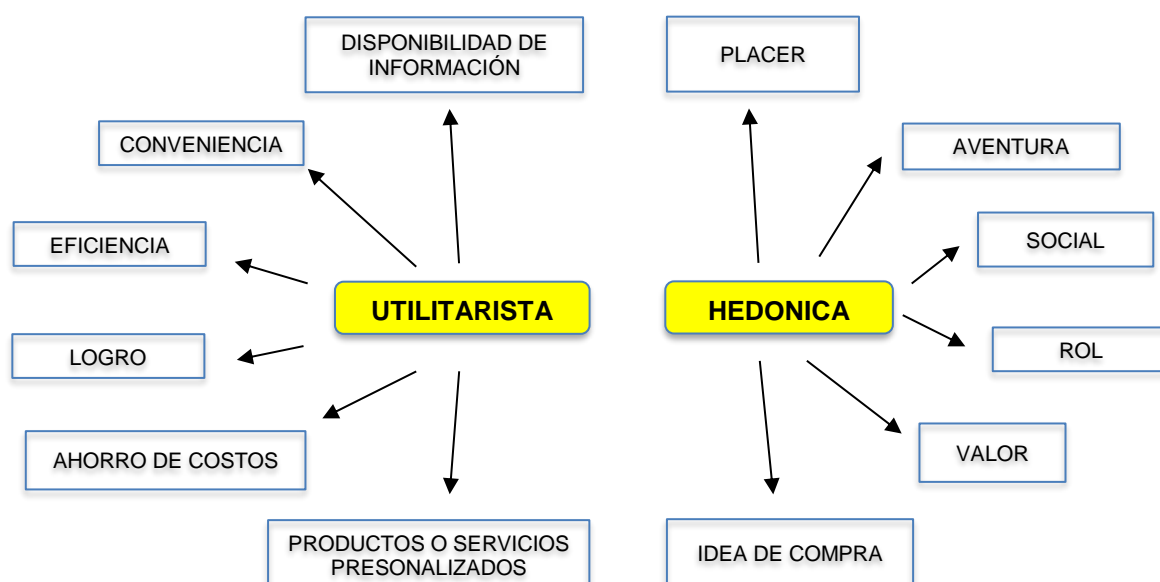 DISPONIBILIDAD DE
INFORMACIÓN
CONVENIENCIA
EFICIENCIA
UTILITARISTA
LOGRO
AHORRO DE COSTOS
PRODUCTOS O SERVICIOS
PRESONALIZADOS
PLACER
AVENTURA
SOCIAL
HEDONICA
ROL
VALOR
IDEA DE COMPRA